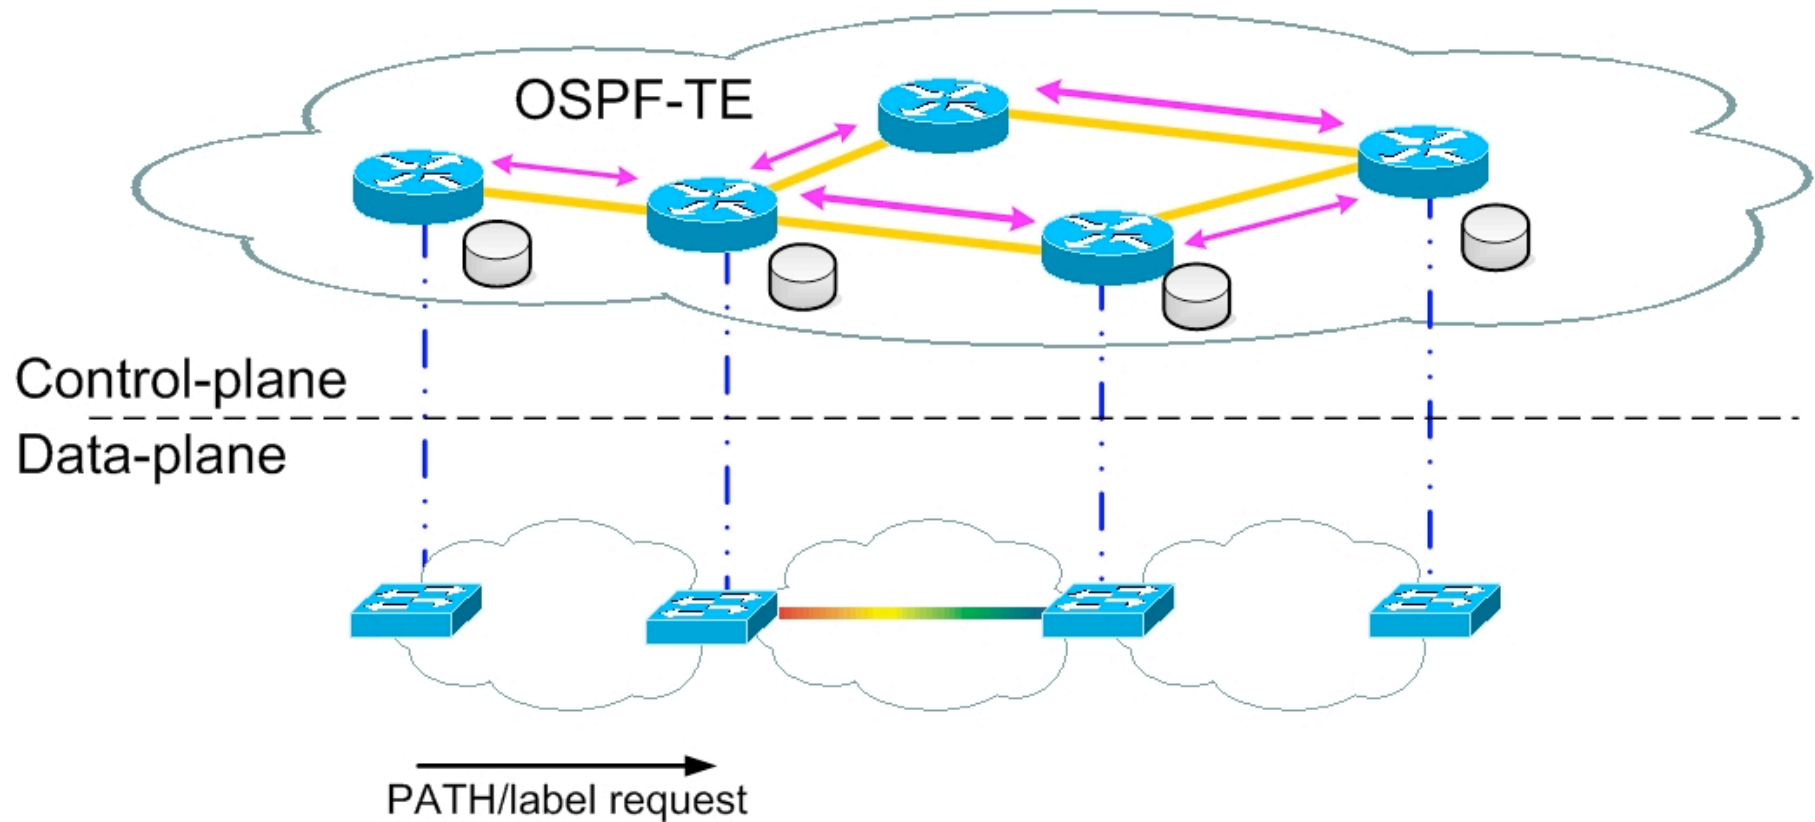 OSPF-TE
Control-plane
Data-plane
PATH/label request